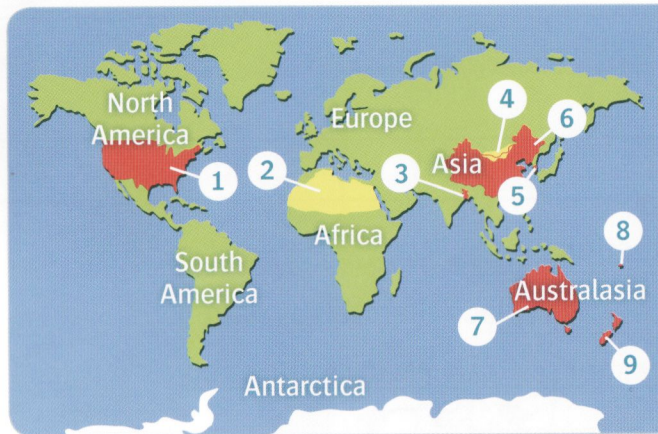 North
America
Europe
4
6
Asia
1
2
3
5
Africa
8
South
America
Australasia
7
9
Antarctica